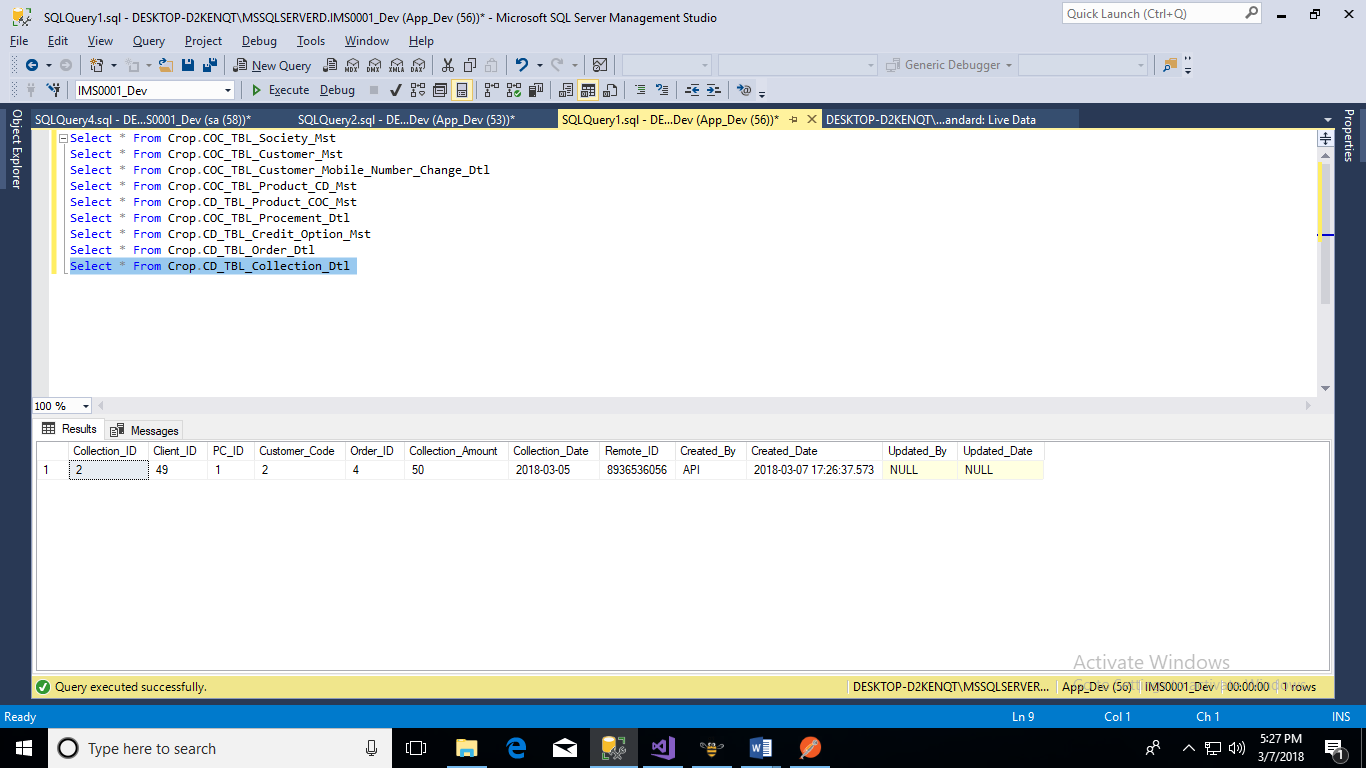 SQLQuery1.sql - DESKTOP-D2KENQT\MSSQLSERVERD.IMS0001_Dev (App_Dev (56))* - Microsoft SQL Server Management Studio
Quick Launch (Ctrl+Q)
File Edit View Query Project Debug Tools Window Help
New Query MDX DMX XMLA DAX Generic Debugger
IMS0001_Dev Execute Debug
Object Explorer
SQLQuery4.sql - DE...S0001_Dev (sa (58))* SQLQuery2.sql - DE...Dev (App_Dev (53))* SQLQuery1.sql - DE...Dev (App_Dev (56))* DESKTOP-D2KENQT\...andard: Live Data
Properties
Select * From Crop.COC_TBL_Society_Mst
Select * From Crop.COC_TBL_Customer_Mst
Select * From Crop.COC_TBL_Customer_Mobile_Number_Change_Dtl
Select * From Crop.COC_TBL_Product_CD_Mst
Select * From Crop.CD_TBL_Product_COC_Mst
Select * From Crop.COC_TBL_Procement_Dtl
Select * From Crop.CD_TBL_Credit_Option_Mst
Select * From Crop.CD_TBL_Order_Dtl
Select * From Crop.CD_TBL_Collection_Dtl
100 %
Results Messages
Collection_ID Client_ID PC_ID Customer_Code Order_ID Collection_Amount Collection_Date Remote_ID Created_By Created_Date Updated_By Updated_Date
1 2 49 1 2 4 50 2018-03-05 8936536056 API 2018-03-07 17:26:37.573 NULL NULL
Activate Windows
Query executed successfully. DESKTOP-D2KENQT\MSSQLSERVER... App_Dev (56) IMS0001_Dev 00:00:00 rows
Ready Ln 9 Col 1 Ch 1 INS
Type here to search
5:27 PM
3/7/2018
1